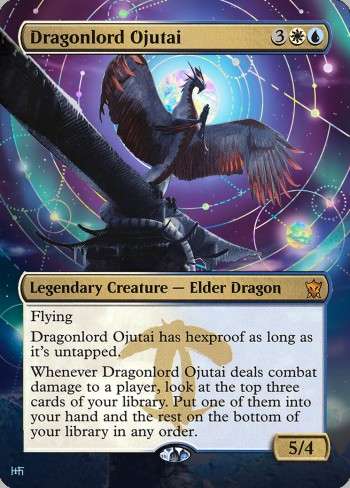 Dragonlord Ojutai 3
Legendary Creature — Elder Dragon
Flying
Dragonlord Ojutai has hexproof as long as
it's untapped.
Whenever Dragonlord Ojutai deals combat
damage to a player, look at the top three
cards of your library. Put one of them into
your hand and the rest on the bottom of
your library in any order.
5/4